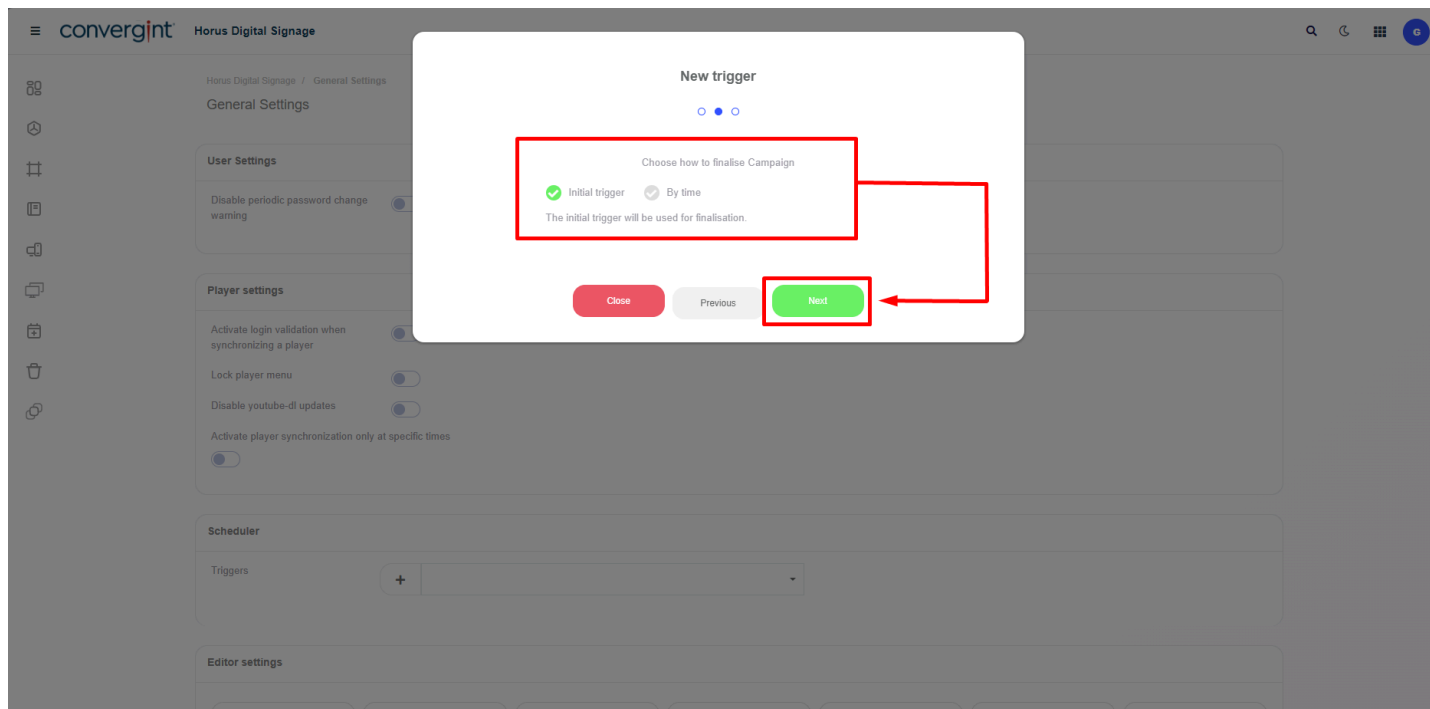 convergint Horus Digital Signage
G
Horus Digital Signage / General Settings
General Settings
New trigger
Choose how to finalise Campaign
Initial trigger By time
The initial trigger will be used for finalisation.
Close Previous Next
User Settings
Disable periodic password change
warning
Player settings
Activate login validation when
synchronizing a player
Lock player menu
Disable youtube-dl updates
Activate player synchronization only at specific times
Scheduler
Triggers
+
Editor settings